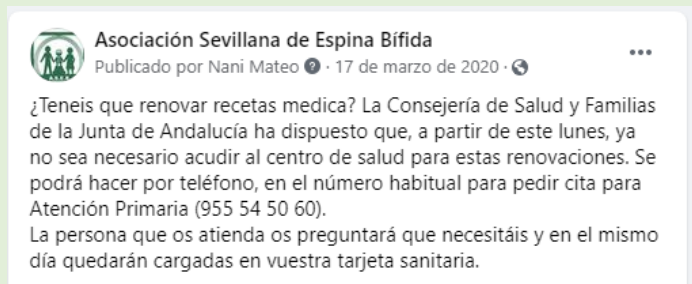 Asociación Sevillana de Espina Bífida
Publicado por Nani Mateo · 17 de marzo de 2020 ·
¿Teneis que renovar recetas medica? La Consejería de Salud y Familias
de la Junta de Andalucía ha dispuesto que, a partir de este lunes, ya
no sea necesario acudir al centro de salud para estas renovaciones. Se
podrá hacer por teléfono, en el número habitual para pedir cita para
Atención Primaria (955 54 50 60).
La persona que os atienda os preguntará que necesitáis y en el mismo
día quedarán cargadas en vuestra tarjeta sanitaria.